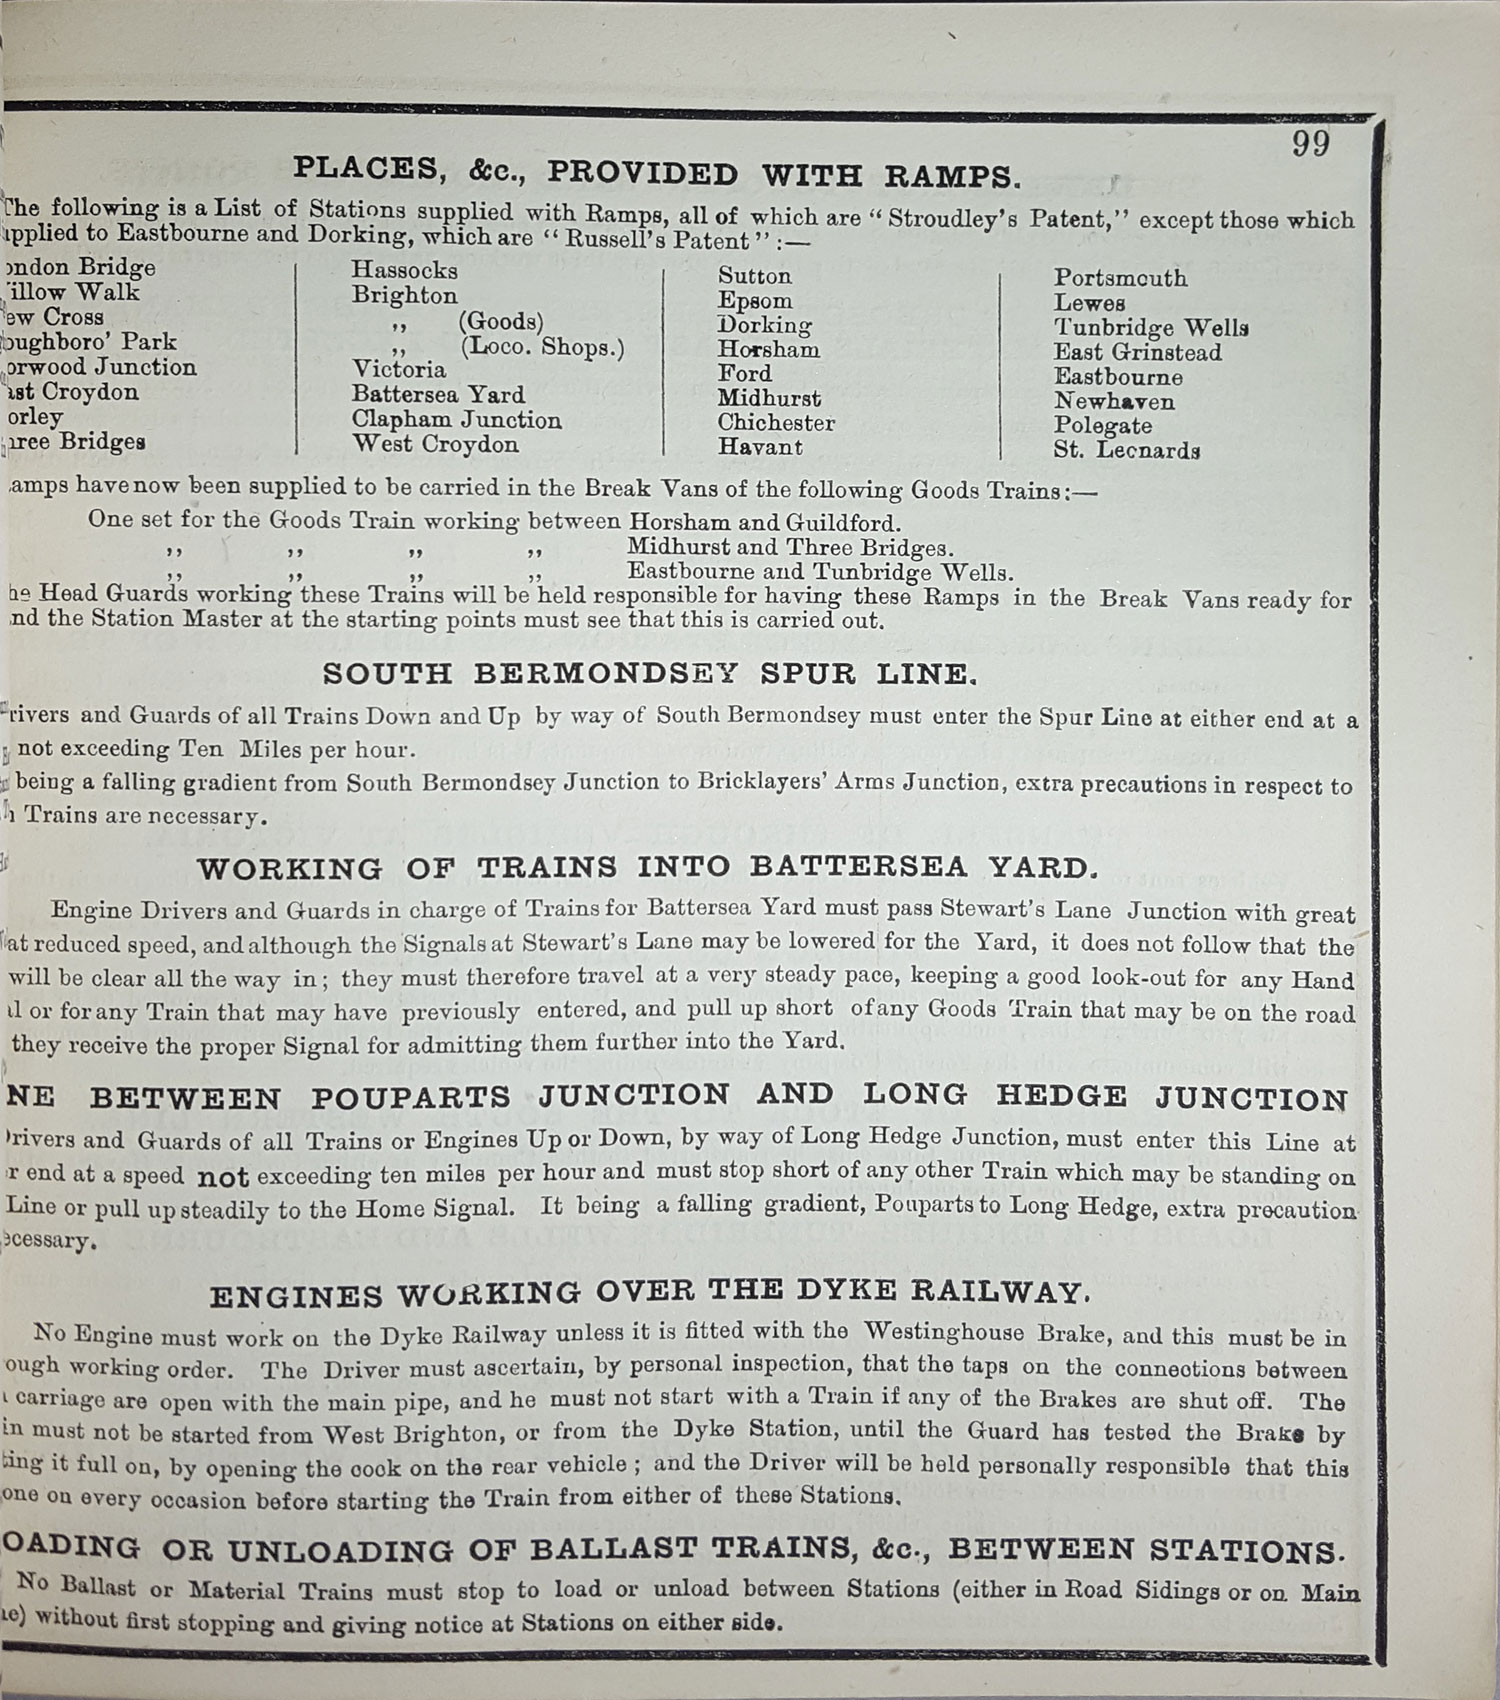 99
PLACES, &c., PROVIDED WITH RAMPS.
The following is a List of Stations supplied with Ramps, all of which are "Stroudley's Patent," except those which
upplied to Eastbourne and Dorking, which are "Russell's Patent":—
ondon Bridge
illow Walk
ew Cross
oughboro' Park
orwood Junction
ast Croydon
orley
hree Bridges
Hassocks
Brighton
,, (Goods)
,, (Loco. Shops.)
Victoria
Battersea Yard
Clapham Junction
West Croydon
Sutton
Epsom
Dorking
Horsham
Ford
Midhurst
Chichester
Havant
Portsmouth
Lewes
Tunbridge Wells
East Grinstead
Eastbourne
Newhaven
Polegate
St. Leonards
amps have now been supplied to be carried in the Break Vans of the following Goods Trains:—
One set for the Goods Train working between Horsham and Guildford.
,, ,, ,, ,, Midhurst and Three Bridges.
,, ,, ,, ,, Eastbourne and Tunbridge Wells.
he Head Guards working these Trains will be held responsible for having these Ramps in the Break Vans ready for
nd the Station Master at the starting points must see that this is carried out.
SOUTH BERMONDSEY SPUR LINE.
rivers and Guards of all Trains Down and Up by way of South Bermondsey must enter the Spur Line at either end at a
not exceeding Ten Miles per hour.
being a falling gradient from South Bermondsey Junction to Bricklayers' Arms Junction, extra precautions in respect to
Trains are necessary.
WORKING OF TRAINS INTO BATTERSEA YARD.
Engine Drivers and Guards in charge of Trains for Battersea Yard must pass Stewart's Lane Junction with great
at reduced speed, and although the Signals at Stewart's Lane may be lowered for the Yard, it does not follow that the
will be clear all the way in; they must therefore travel at a very steady pace, keeping a good look-out for any Hand
l or for any Train that may have previously entered, and pull up short of any Goods Train that may be on the road
they receive the proper Signal for admitting them further into the Yard.
NE BETWEEN POUPARTS JUNCTION AND LONG HEDGE JUNCTION
rivers and Guards of all Trains or Engines Up or Down, by way of Long Hedge Junction, must enter this Line at
r end at a speed not exceeding ten miles per hour and must stop short of any other Train which may be standing on
Line or pull up steadily to the Home Signal. It being a falling gradient, Pouparts to Long Hedge, extra precaution
ecessary.
ENGINES WORKING OVER THE DYKE RAILWAY.
No Engine must work on the Dyke Railway unless it is fitted with the Westinghouse Brake, and this must be in
ough working order. The Driver must ascertain, by personal inspection, that the taps on the connections between
carriage are open with the main pipe, and he must not start with a Train if any of the Brakes are shut off. The
in must not be started from West Brighton, or from the Dyke Station, until the Guard has tested the Brake by
ting it full on, by opening the cock on the rear vehicle; and the Driver will be held personally responsible that this
one on every occasion before starting the Train from either of these Stations.
OADING OR UNLOADING OF BALLAST TRAINS, &c., BETWEEN STATIONS.
No Ballast or Material Trains must stop to load or unload between Stations (either in Road Sidings or on Main
ne) without first stopping and giving notice at Stations on either side.